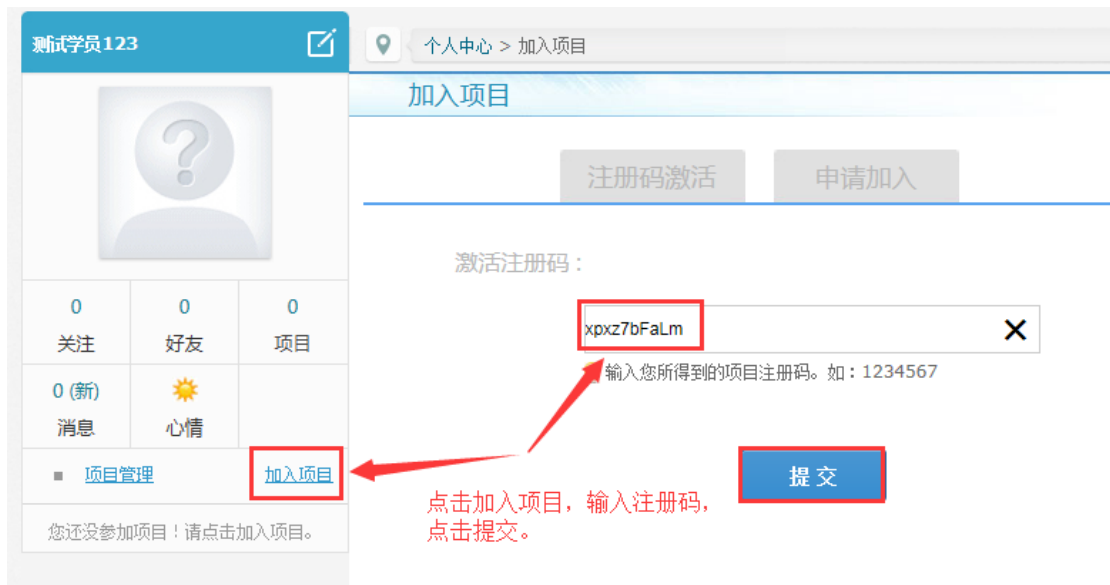 测试学员123
个人中心 > 加入项目
加入项目
注册码激活
申请加入
激活注册码：
xpxz7bFaLm
输入您所得到的项目注册码。如：1234567
提交
0
0
0
关注
好友
项目
0 (新)
消息
心情
项目管理
加入项目
您还没参加项目！请点击加入项目。
点击加入项目，输入注册码，
点击提交。